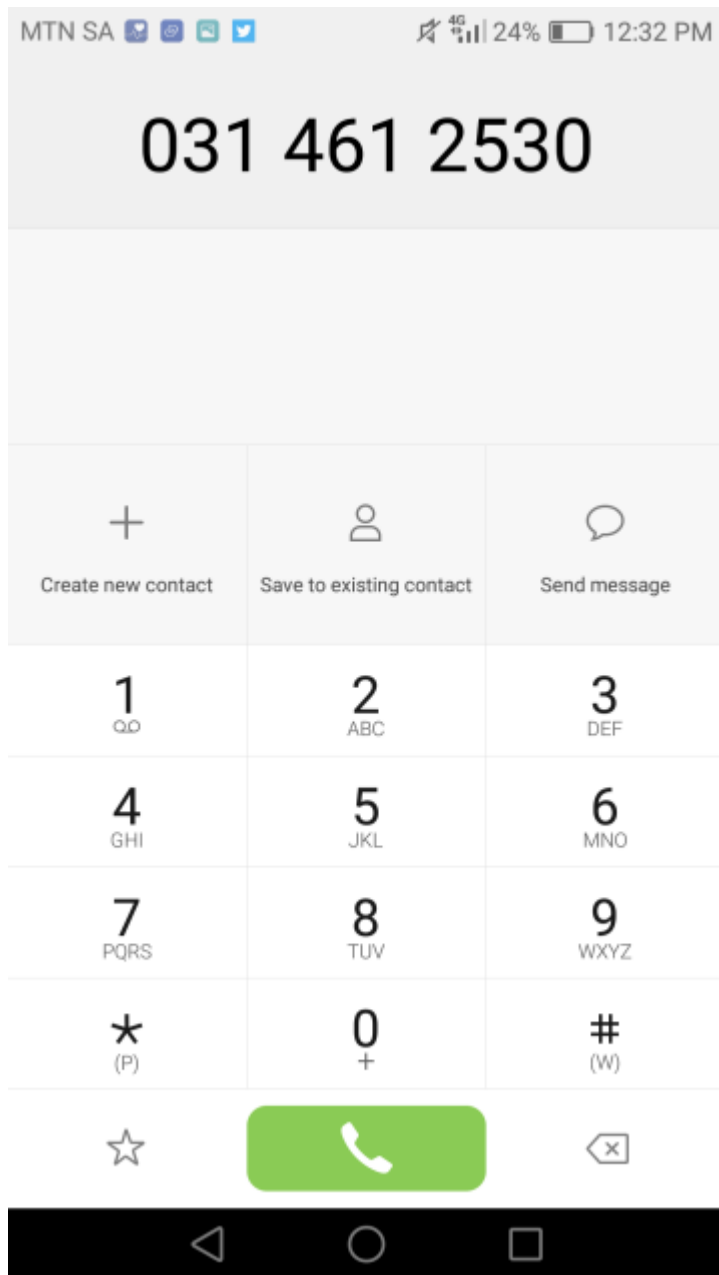 MTN SA 4G 24% 12:32 PM
031 461 2530
Create new contact Save to existing contact Send message
1 2 3
ABC DEF
4 5 6
GHI JKL MNO
7 8 9
PQRS TUV WXYZ
* 0 #
(P) + (W)